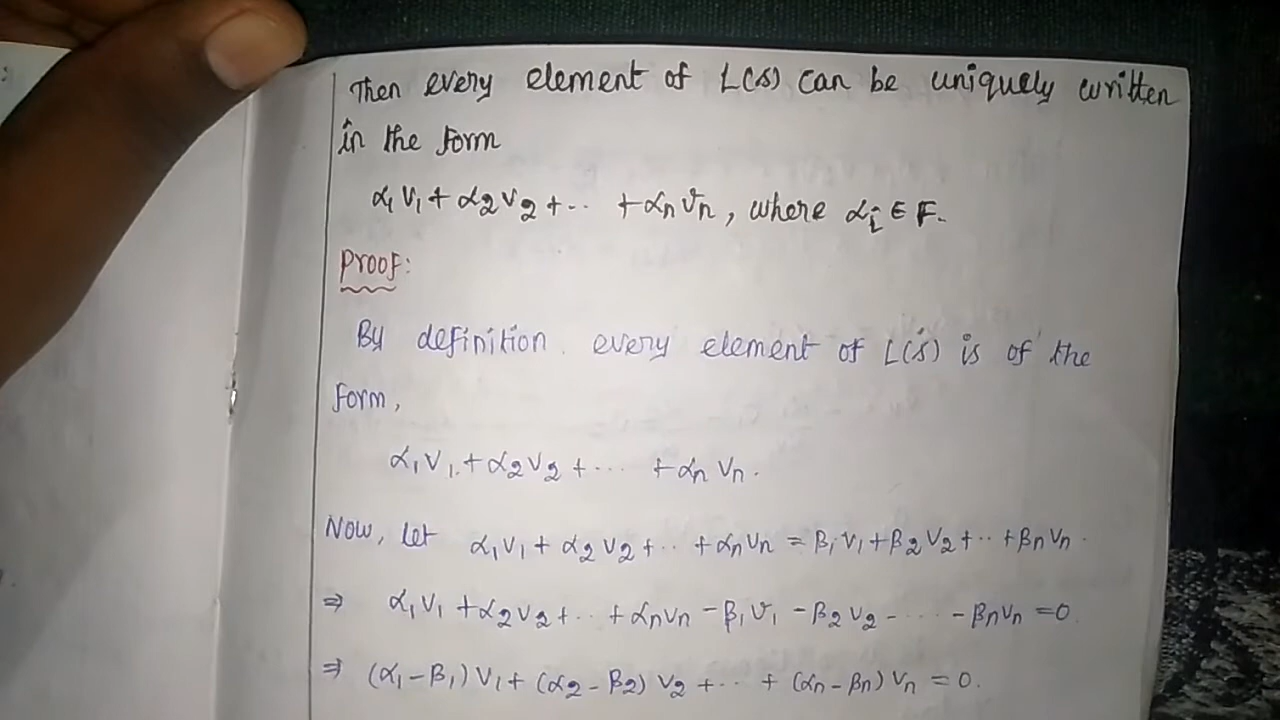 Then every element of L(S) can be uniquely written
in the form
α₁V₁ + α₂V₂ + .. + αₙVₙ, where αᵢ ∈ F.
Proof:
By definition every element of L(S) is of the
form,
α₁V₁ + α₂V₂ + .... + αₙ Vₙ.
Now, let α₁V₁ + α₂V₂ + .. + αₙVₙ = β₁V₁ + β₂V₂ + .. + βₙVₙ.
⇒ α₁V₁ + α₂V₂ + .. + αₙVₙ - β₁V₁ - β₂V₂ - .... - βₙVₙ = 0
⇒ (α₁ - β₁) V₁ + (α₂ - β₂) V₂ + .. + (αₙ - βₙ) Vₙ = 0.